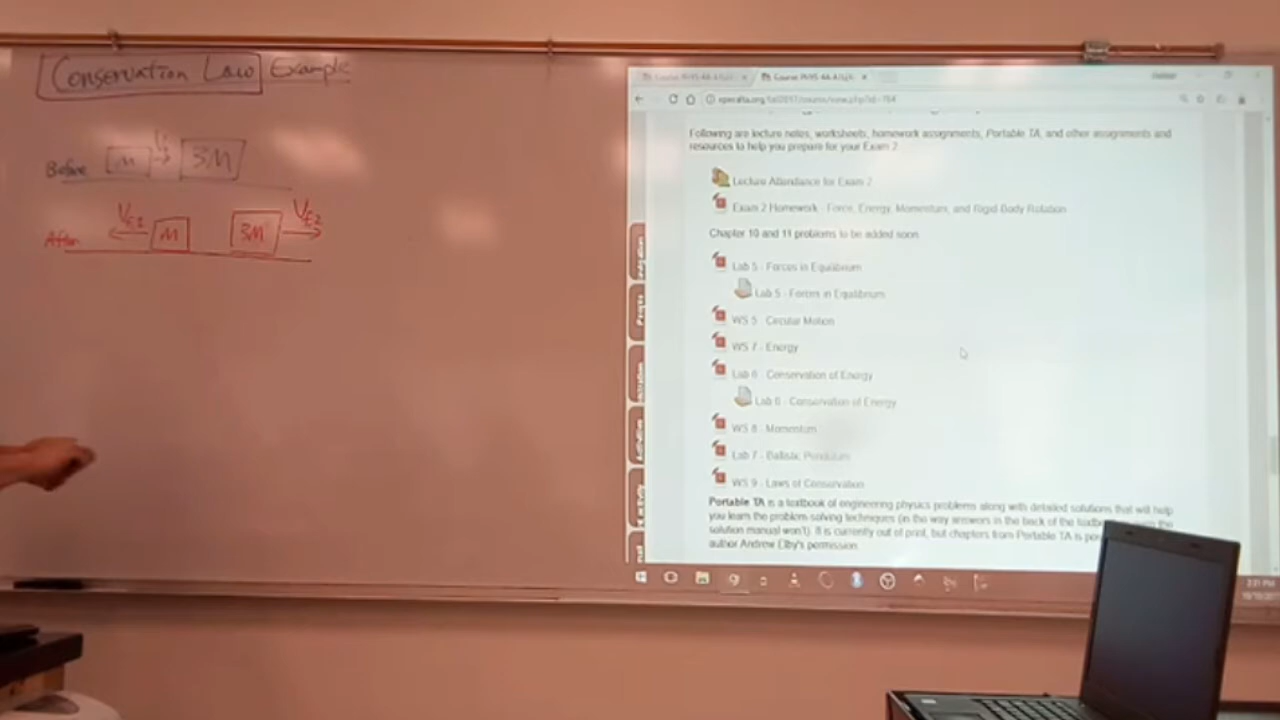 Conservation Law Example
Before M Vi 3M
After M 3M
Following are lecture notes, worksheets, homework assignments, Portable TA, and other assignments and
resources to help you prepare for your Exam 2
Lecture Attendance for Exam 2
Exam 2 Homework - Force, Energy, Momentum, and Rigid-Body Rotation
Chapter 10 and 11 problems to be added soon.
Lab 5 - Forces in Equilibrium
Lab 5 - Forces in Equilibrium
WS 5 - Circular Motion
WS 7 - Energy
Lab 6 - Conservation of Energy
Lab 6 - Conservation of Energy
WS 8 - Momentum
Lab 7 - Ballistic Pendulum
WS 9 - Laws of Conservation
Portable TA is a textbook of engineering physics problems along with detailed solutions that will help
you learn the problem-solving techniques (in the way answers in the back of the
solution manual won't). It is currently out of print, but chapters from Portable TA is
author Andrew Elby's permission